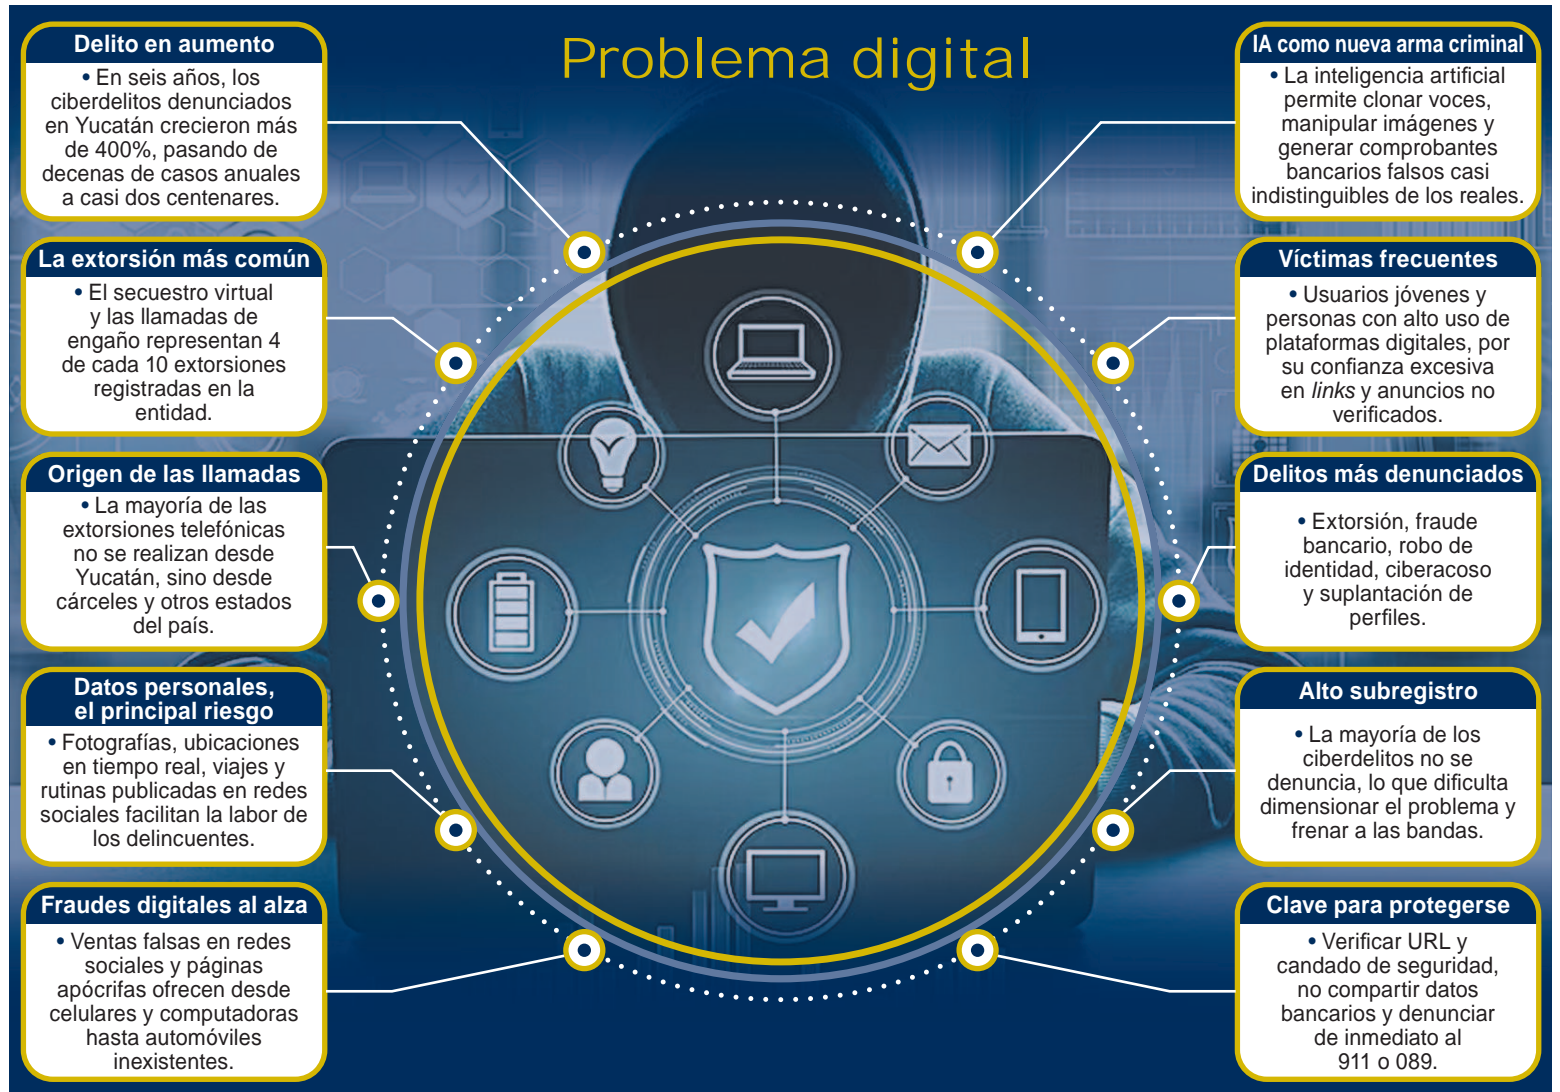 Problema digital
Delito en aumento
• En seis años, los
ciberdelitos denunciados
en Yucatán crecieron más
de 400%, pasando de
decenas de casos anuales
a casi dos centenares.
La extorsión más común
• El secuestro virtual
y las llamadas de
engaño representan 4
de cada 10 extorsiones
registradas en la
entidad.
Origen de las llamadas
• La mayoría de las
extorsiones telefónicas
no se realizan desde
Yucatán, sino desde
cárceles y otros estados
del país.
Datos personales,
el principal riesgo
• Fotografías, ubicaciones
en tiempo real, viajes y
rutinas publicadas en redes
sociales facilitan la labor de
los delincuentes.
Fraudes digitales al alza
• Ventas falsas en redes
sociales y páginas
apócrifas ofrecen desde
celulares y computadoras
hasta automóviles
inexistentes.
IA como nueva arma criminal
• La inteligencia artificial
permite clonar voces,
manipular imágenes y
generar comprobantes
bancarios falsos casi
indistinguibles de los reales.
Víctimas frecuentes
• Usuarios jóvenes y
personas con alto uso de
plataformas digitales, por
su confianza excesiva
en links y anuncios no
verificados.
Delitos más denunciados
• Extorsión, fraude
bancario, robo de
identidad, ciberacoso
y suplantación de
perfiles.
Alto subregistro
• La mayoría de los
ciberdelitos no se
denuncia, lo que dificulta
dimensionar el problema y
frenar a las bandas.
Clave para protegerse
• Verificar URL y
candado de seguridad,
no compartir datos
bancarios y denunciar
de inmediato al
911 o 089.